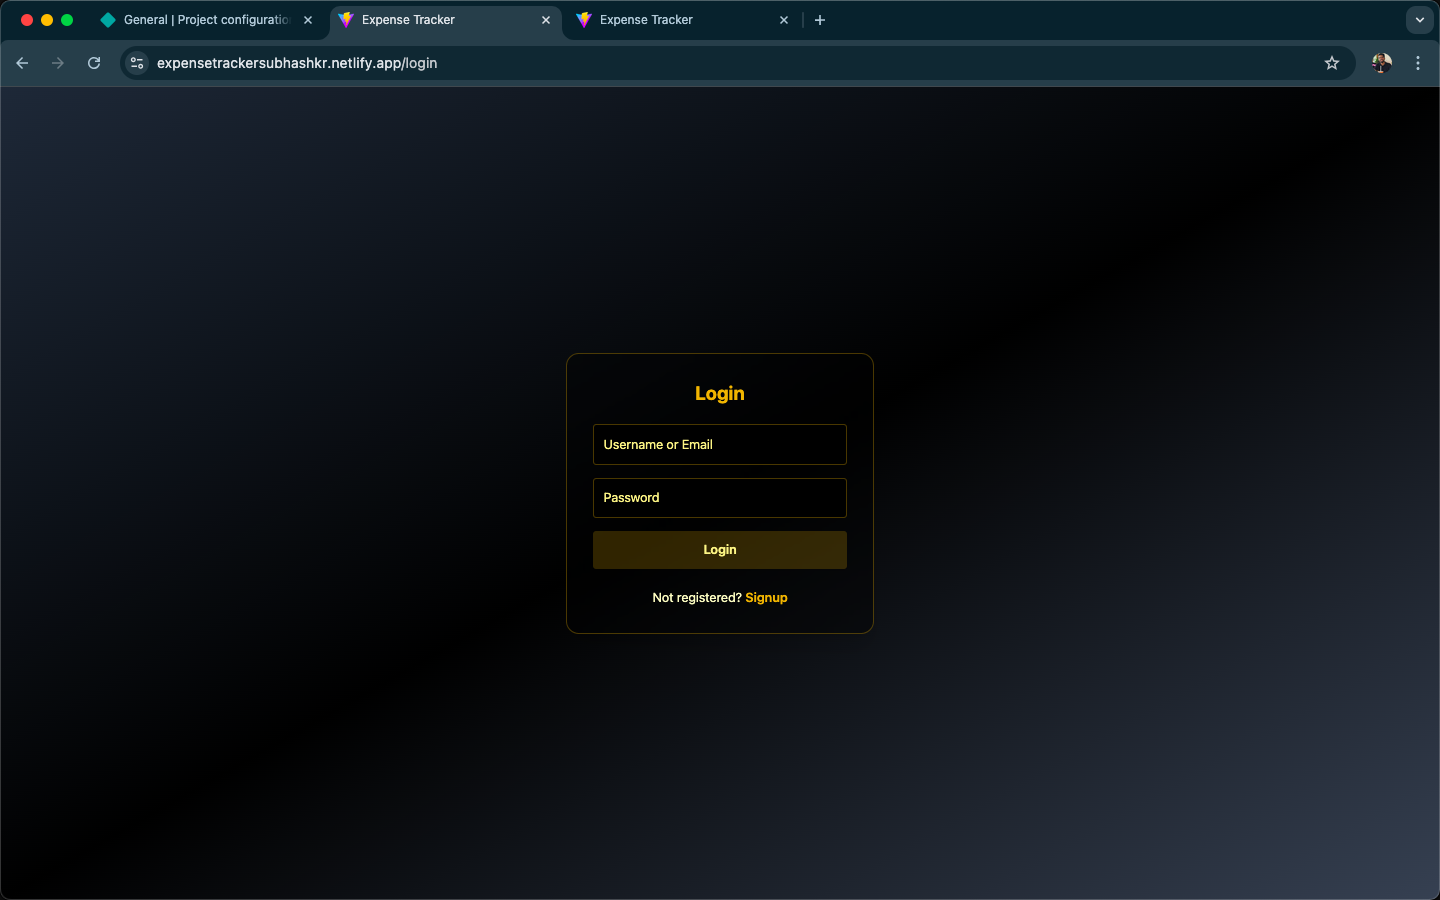 General | Project configuratio
Expense Tracker
Expense Tracker
expensetrackersubhashkr.netlify.app/login
Login
Username or Email
Password
Login
Not registered? Signup